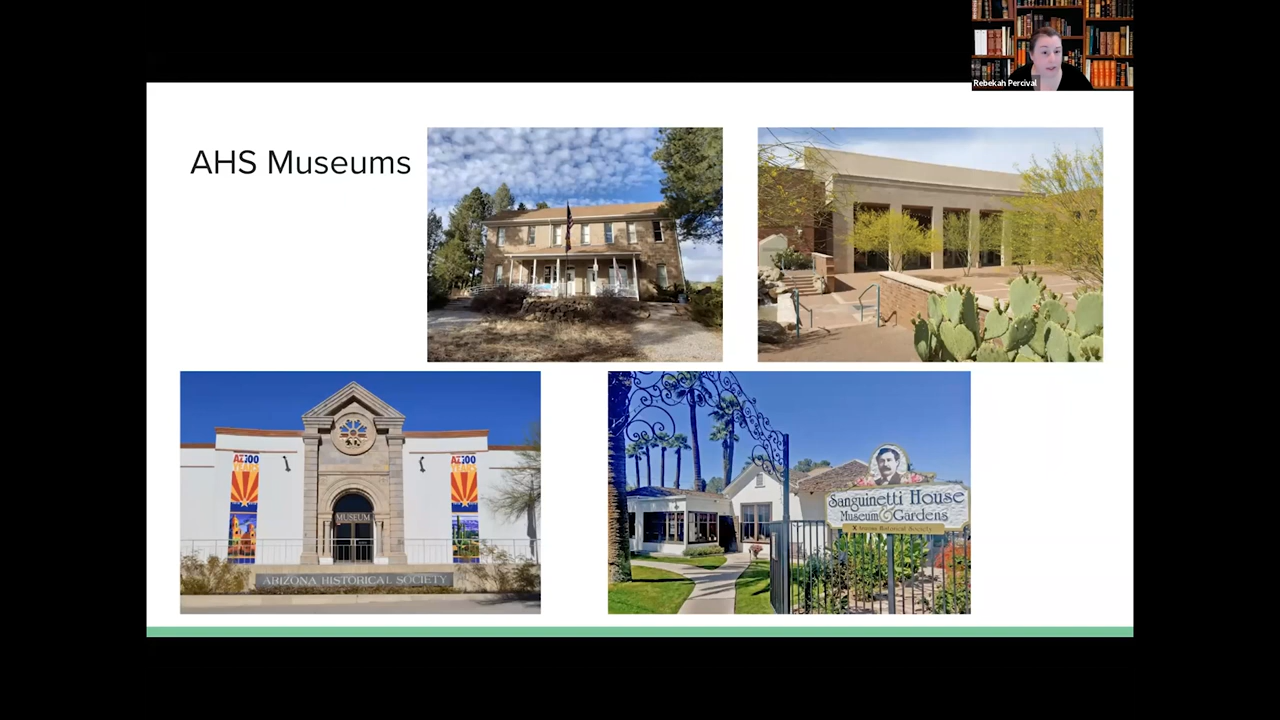 Rebekah Percival
AHS Museums
AZ100
AZ100
MUSEUM
ARIZONA HISTORICAL SOCIETY
Sanguinetti House
Museum & Gardens
Arizona Historical Society